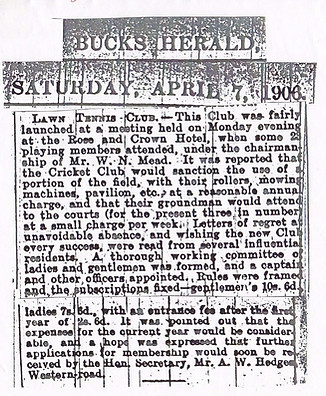 BUCKS HERALD,
SATURDAY, APRIL 7, 1906
LAWN TENNIS CLUB.—This Club was fairly
launched at a meeting held on Monday evening
at the Rose and Crown Hotel, when some 2
playing members attended, under the chairman
ship of Mr. W. N. Mead. It was reported that
the Cricket Club would sanction the use of a
portion of the field, with their rollers, mowing
machines, pavilion, etc., at a reasonable annual
charge, and that their groundman would attend
to the courts (for the present three in number
at a small charge per week. Letters of regret a
unavoidable absence, and wishing the new Club
every success, were read from several influentia
residents. A thorough working committee o
ladies and gentlemen was formed, and a captain
and other officers appointed. Rules were framed
and the subscriptions fixed—gentlemen's 10s. 6d.
ladies 7s. 6d., with an entrance fee after the first
year of 2s. 6d. It was pointed out that the
expenses for the current year would be consider-
able, and a hope was expressed that further
applications for membership would soon be re-
ceived by the Hon. Secretary, Mr. A. W. Hedges
Western-road.